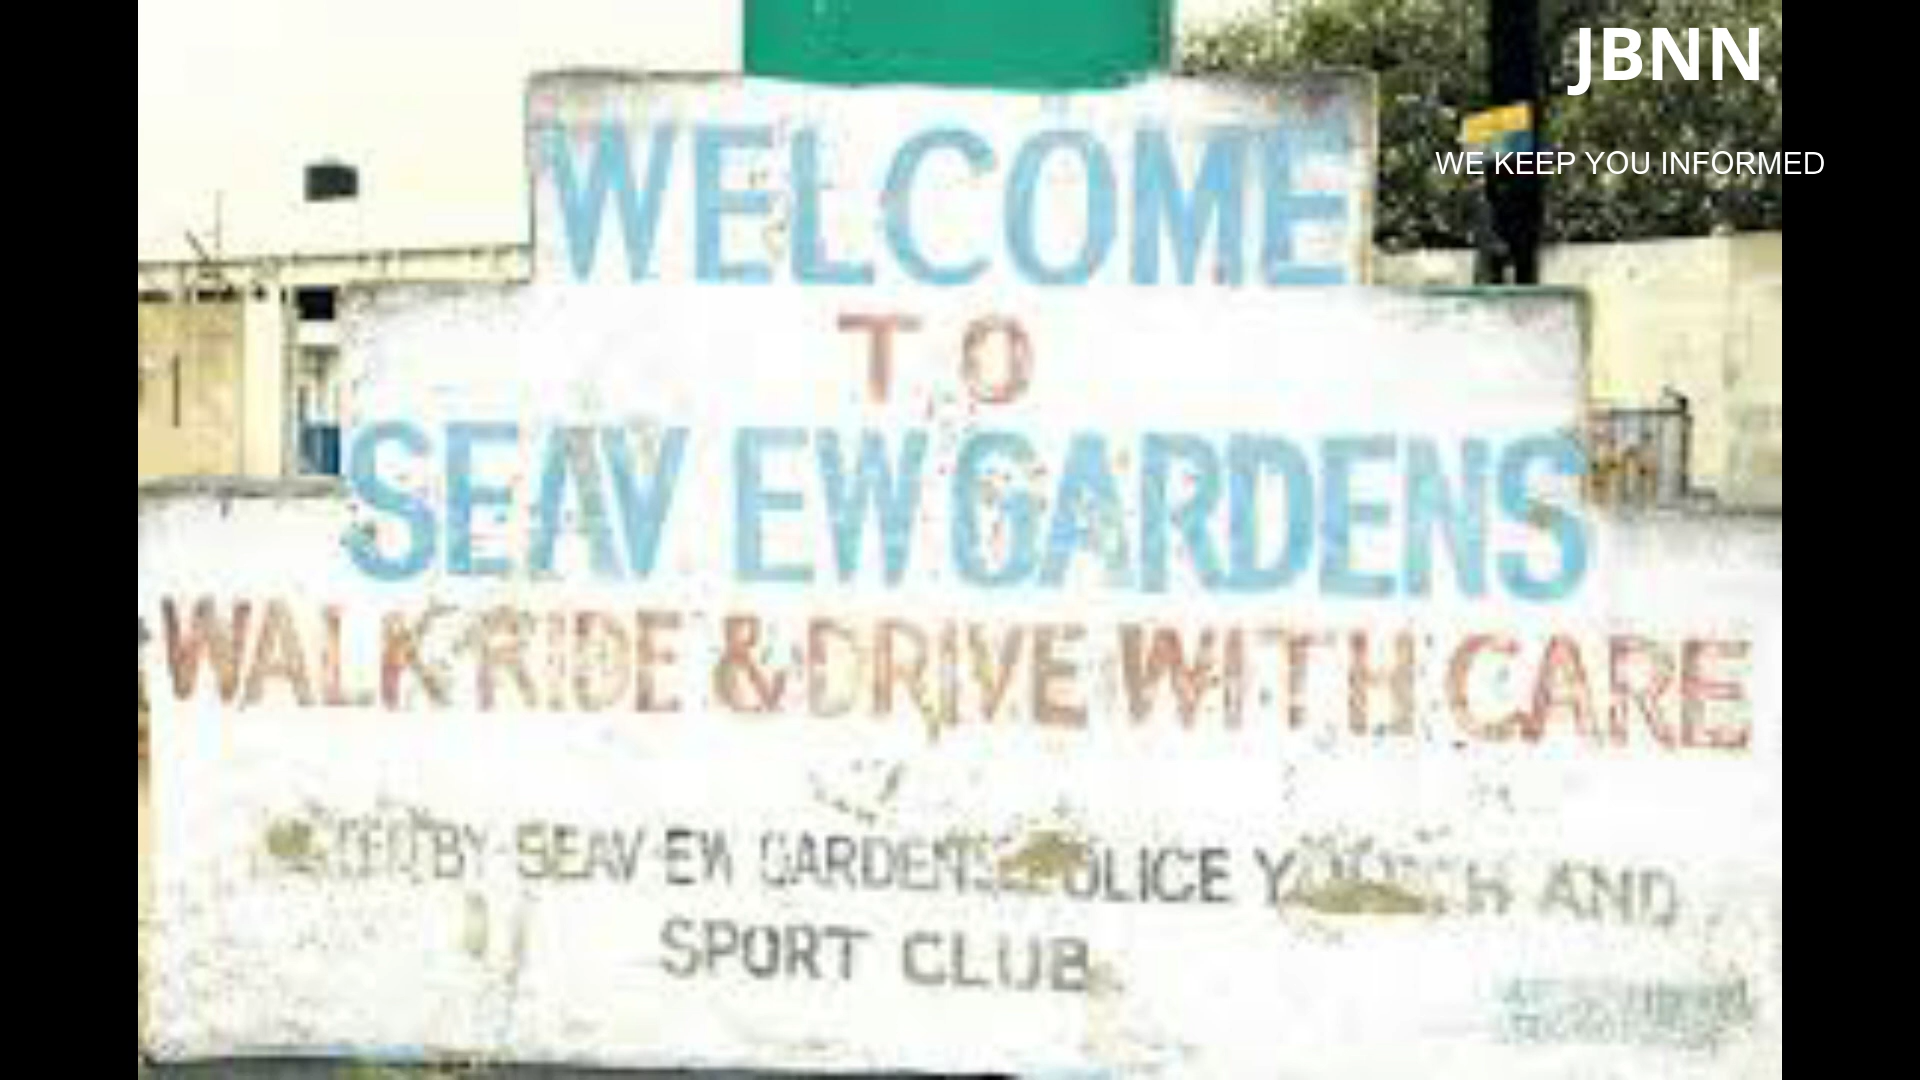 JBNN
WE KEEP YOU INFORMED
WELCOME
TO
SEAV EW GARDENS
WALK RIDE & DRIVE WITH CARE
BY SEAV EW GARDENS OLICE AND
SPORT CLUB